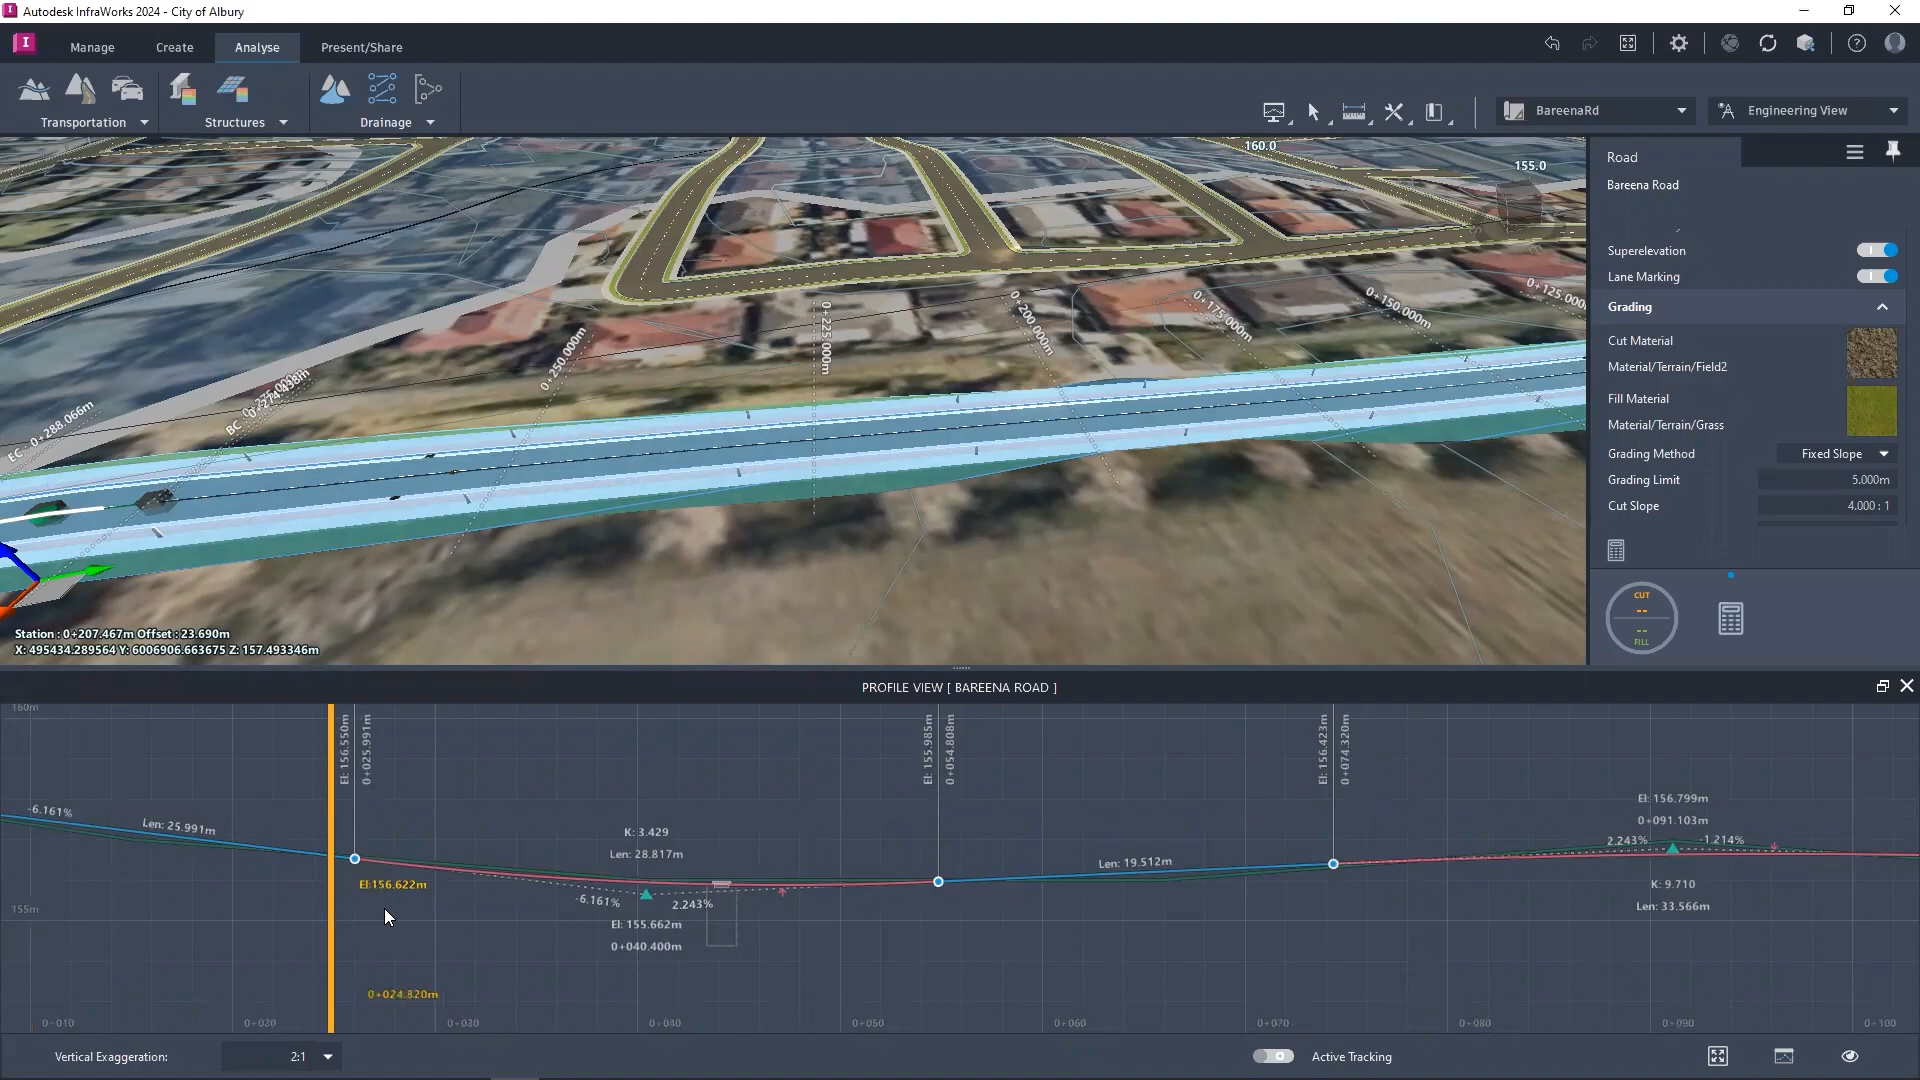 Autodesk InfraWorks 2024 - City of Albury
Manage
Create
Analyse
Present/Share
Transportation
Structures
Drainage
BareenaRd
Engineering View
160.0
155.0
Road
Bareena Road
Superelevation
Lane Marking
Grading
Cut Material
Material/Terrain/Field2
Fill Material
Material/Terrain/Grass
Grading Method
Fixed Slope
Grading Limit
5.000m
Cut Slope
4.000 : 1
CUT
--
--
FILL
EC 0+288.066m
BC 0+274.438m
0+250.000m
0+225.000m
0+200.000m
0+175.000m
0+150.000m
0+125.000
Station : 0+207.467m Offset : 23.690m
X: 495434.289564 Y: 6006906.663675 Z: 157.493346m
PROFILE VIEW [ BAREENA ROAD ]
160m
155m
-6.161%
Len: 25.991m
El: 156.550m
0+025.991m
El:156.622m
0+024.820m
K: 3.429
Len: 28.817m
-6.161%
2.243%
El: 155.662m
0+040.400m
El: 155.985m
0+054.808m
Len: 19.512m
El: 156.423m
0+074.320m
El: 156.799m
0+091.103m
2.243%
-1.214%
K: 9.710
Len: 33.566m
0+010
0+020
0+030
0+040
0+050
0+060
0+070
0+080
0+090
0+100
Vertical Exaggeration:
2:1
Active Tracking